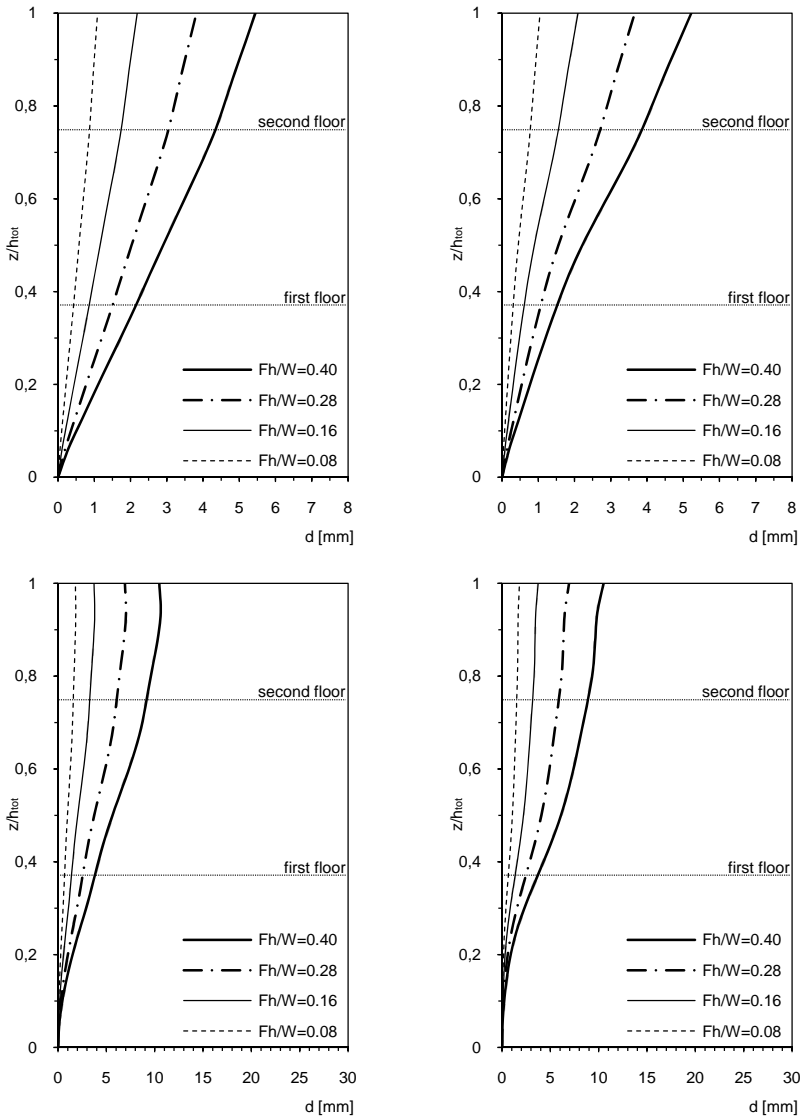 1
0,8
0,6
0,4
0,2
0
z/htot
second floor
first floor
Fh/W=0.40
Fh/W=0.28
Fh/W=0.16
Fh/W=0.08
0 1 2 3 4 5 6 7 8
d [mm]
1
0,8
0,6
0,4
0,2
0
z/htot
second floor
first floor
Fh/W=0.40
Fh/W=0.28
Fh/W=0.16
Fh/W=0.08
0 1 2 3 4 5 6 7 8
d [mm]
1
0,8
0,6
0,4
0,2
0
z/htot
second floor
first floor
Fh/W=0.40
Fh/W=0.28
Fh/W=0.16
Fh/W=0.08
0 5 10 15 20 25 30
d [mm]
1
0,8
0,6
0,4
0,2
0
z/htot
second floor
first floor
Fh/W=0.40
Fh/W=0.28
Fh/W=0.16
Fh/W=0.08
0 5 10 15 20 25 30
d [mm]